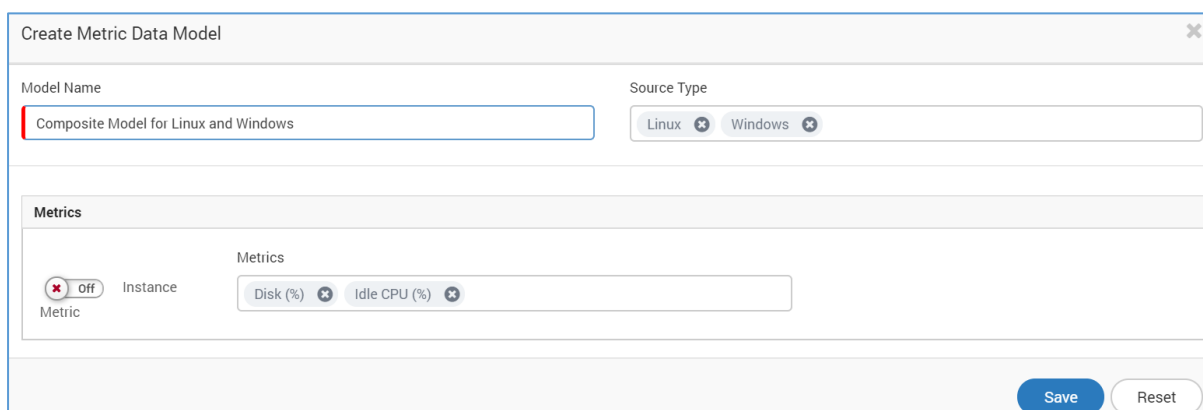 Create Metric Data Model
Model Name
Source Type
Composite Model for Linux and Windows
Linux Windows
Metrics
Metrics
Off Instance
Metric
Disk (%) Idle CPU (%)
Save Reset